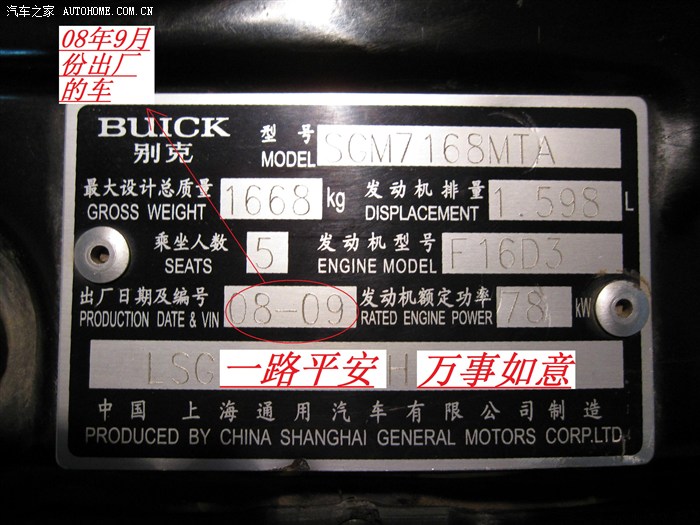 汽车之家 AUTOHOME.COM.CN
08年9月
份出厂
的车
BUICK
别克
型号
MODEL
SGM7168MTA
最大设计总质量
GROSS WEIGHT
1668 kg
发动机排量
DISPLACEMENT
1.598 L
乘坐人数
SEATS
5
发动机型号
ENGINE MODEL
F16D3
出厂日期及编号
PRODUCTION DATE & VIN
08-09
发动机额定功率
RATED ENGINE POWER
78 kW
LSG 一路平安 H 万事如意
中国 上海通用汽车有限公司制造
PRODUCED BY CHINA SHANGHAI GENERAL MOTORS CORP.LTD